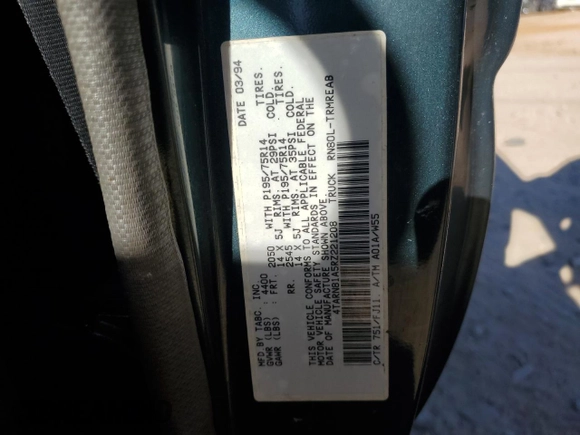 MFD BY TABC, INC. DATE 03/94
GVWR (LBS) : 4400
GAWR (LBS) : FRT. 2050 WITH P195/75R14 TIRES.
14 X 5J RIMS. AT 29PSI COLD.
RR. 2545 WITH P195/75R14 TIRES.
14 X 5J RIMS. AT 35PSI COLD.
THIS VEHICLE CONFORMS TO ALL APPLICABLE FEDERAL
MOTOR VEHICLE SAFETY STANDARDS IN EFFECT ON THE
DATE OF MANUFACTURE SHOWN ABOVE.
4TARN81A5RZ221208 TRUCK RN80L-TRMREAB
C/TR 751/FJ11 A/TM A01A/W55